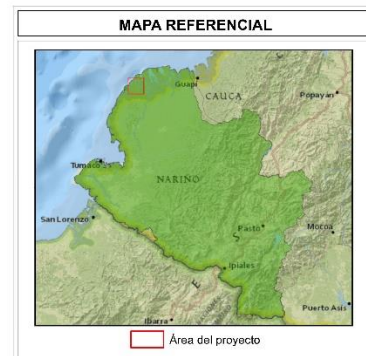 MAPA REFERENCIAL
Guapi
CAUCA
Popayán
Tumaco
NARIÑO
San Lorenzo
Pasto
Mocoa
S
Ipiales
E
Ibarra
Puerto Asís
Área del proyecto